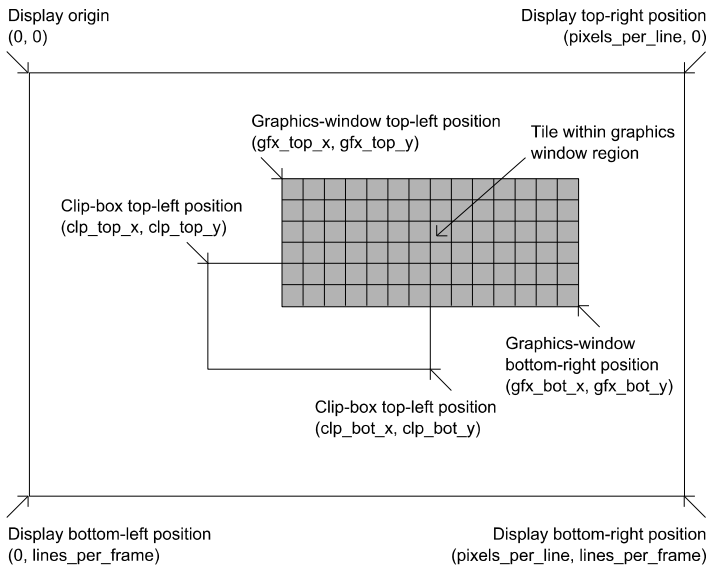 Display origin
(0, 0)
Display top-right position
(pixels_per_line, 0)
Graphics-window top-left position
(gfx_top_x, gfx_top_y)
Tile within graphics
window region
Clip-box top-left position
(clp_top_x, clp_top_y)
Graphics-window
bottom-right position
(gfx_bot_x, gfx_bot_y)
Clip-box top-left position
(clp_bot_x, clp_bot_y)
Display bottom-left position
(0, lines_per_frame)
Display bottom-right position
(pixels_per_line, lines_per_frame)